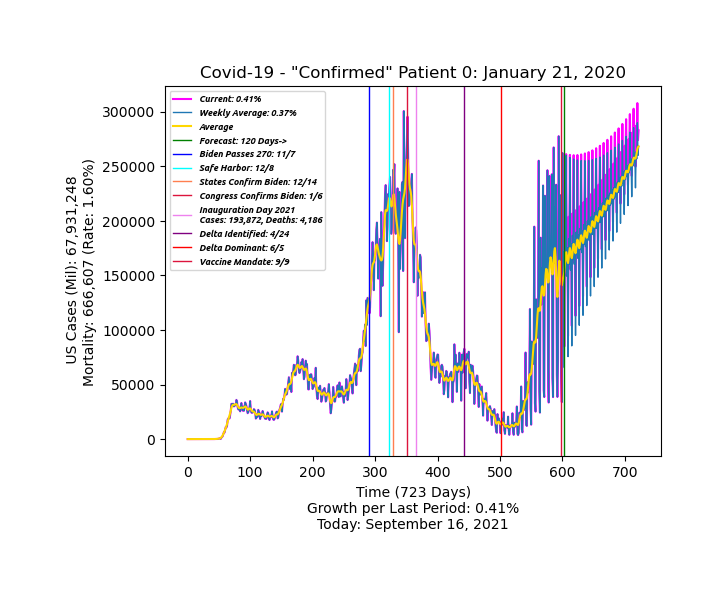 Covid-19 - "Confirmed" Patient 0: January 21, 2020
US Cases (Mil): 67,931,248
Mortality: 666,607 (Rate: 1.60%)
300000
250000
200000
150000
100000
50000
0
Current: 0.41%
Weekly Average: 0.37%
Average
Forecast: 120 Days->
Biden Passes 270: 11/7
Safe Harbor: 12/8
States Confirm Biden: 12/14
Congress Confirms Biden: 1/6
Inauguration Day 2021
Cases: 193,872, Deaths: 4,186
Delta Identified: 4/24
Delta Dominant: 6/5
Vaccine Mandate: 9/9
0 100 200 300 400 500 600 700
Time (723 Days)
Growth per Last Period: 0.41%
Today: September 16, 2021